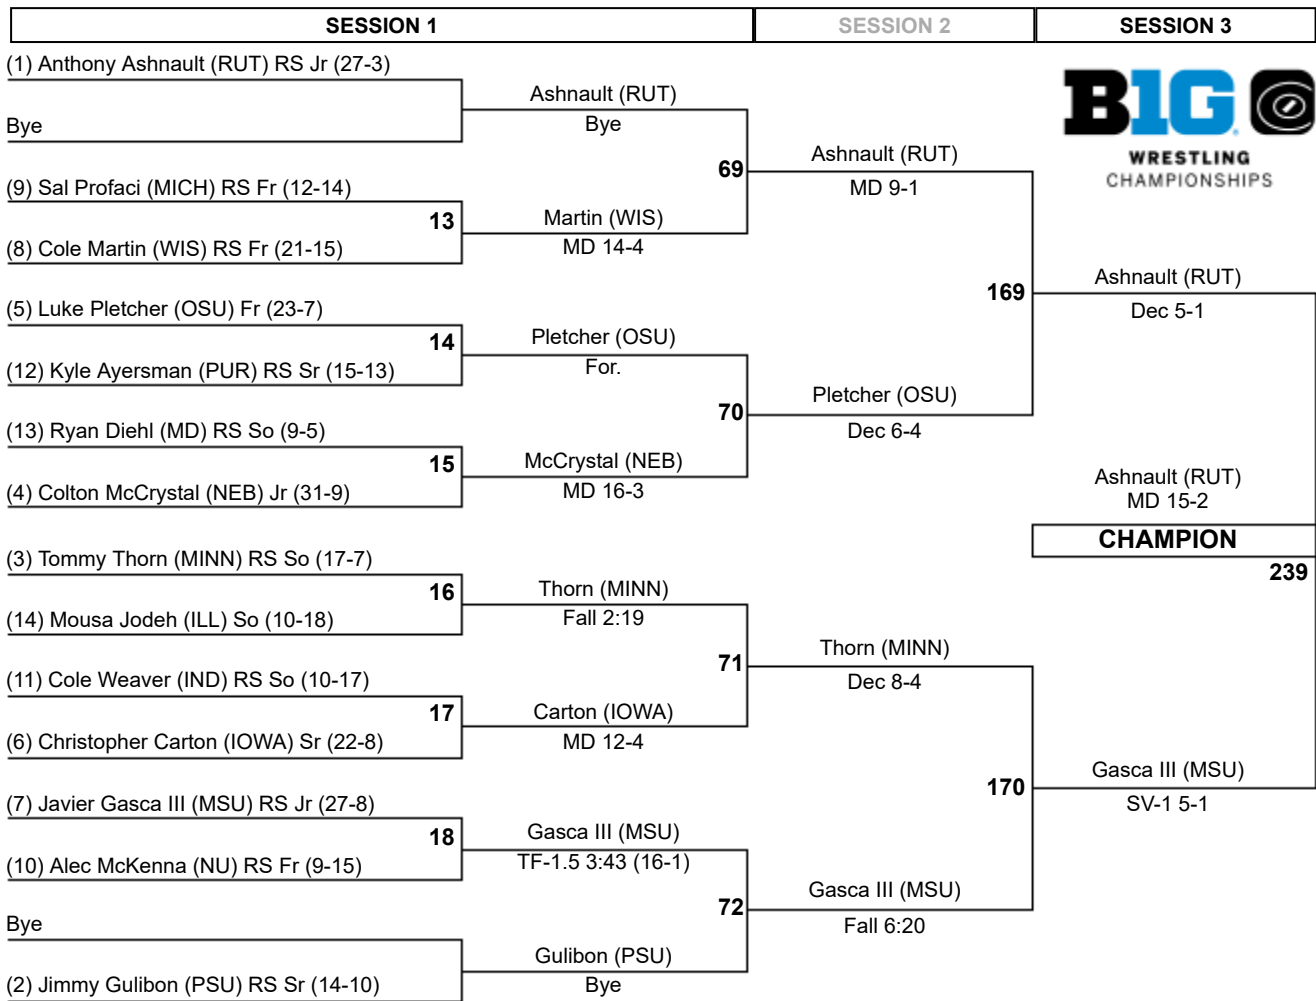 SESSION 1
SESSION 2
SESSION 3
(1) Anthony Ashnault (RUT) RS Jr (27-3)
Bye
(9) Sal Profaci (MICH) RS Fr (12-14)
13
(8) Cole Martin (WIS) RS Fr (21-15)
(5) Luke Pletcher (OSU) Fr (23-7)
14
(12) Kyle Ayersman (PUR) RS Sr (15-13)
(13) Ryan Diehl (MD) RS So (9-5)
15
(4) Colton McCrystal (NEB) Jr (31-9)
(3) Tommy Thorn (MINN) RS So (17-7)
16
(14) Mousa Jodeh (ILL) So (10-18)
(11) Cole Weaver (IND) RS So (10-17)
17
(6) Christopher Carton (IOWA) Sr (22-8)
(7) Javier Gasca III (MSU) RS Jr (27-8)
18
(10) Alec McKenna (NU) RS Fr (9-15)
Bye
(2) Jimmy Gulibon (PSU) RS Sr (14-10)
Ashnault (RUT)
Bye
69
Martin (WIS)
MD 14-4
Pletcher (OSU)
For.
70
McCrystal (NEB)
MD 16-3
Thorn (MINN)
Fall 2:19
71
Carton (IOWA)
MD 12-4
Gasca III (MSU)
TF-1.5 3:43 (16-1)
72
Gulibon (PSU)
Bye
Ashnault (RUT)
MD 9-1
169
Pletcher (OSU)
Dec 6-4
Thorn (MINN)
Dec 8-4
170
Gasca III (MSU)
Fall 6:20
B1G
WRESTLING
CHAMPIONSHIPS
Ashnault (RUT)
Dec 5-1
Ashnault (RUT)
MD 15-2
CHAMPION
239
Gasca III (MSU)
SV-1 5-1